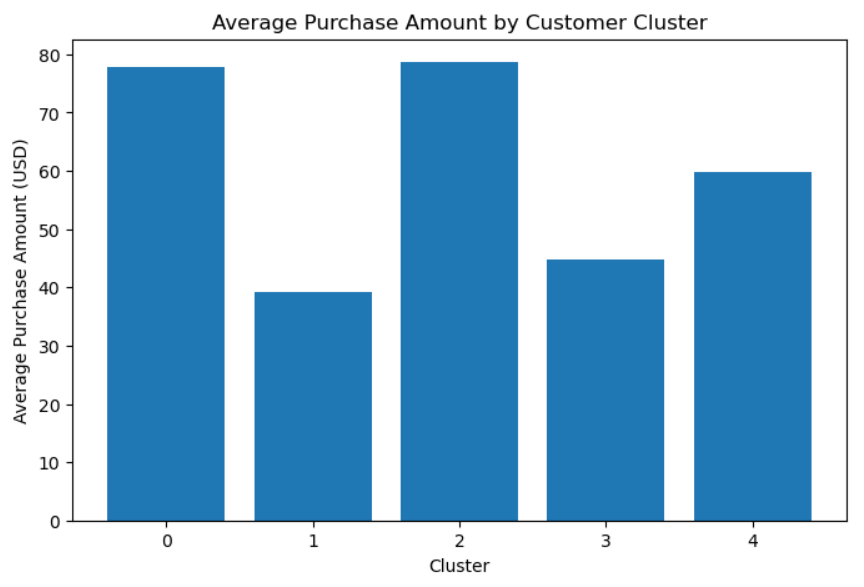 Average Purchase Amount by Customer Cluster
Average Purchase Amount (USD)
80
70
60
50
40
30
20
10
0
0 1 2 3 4
Cluster